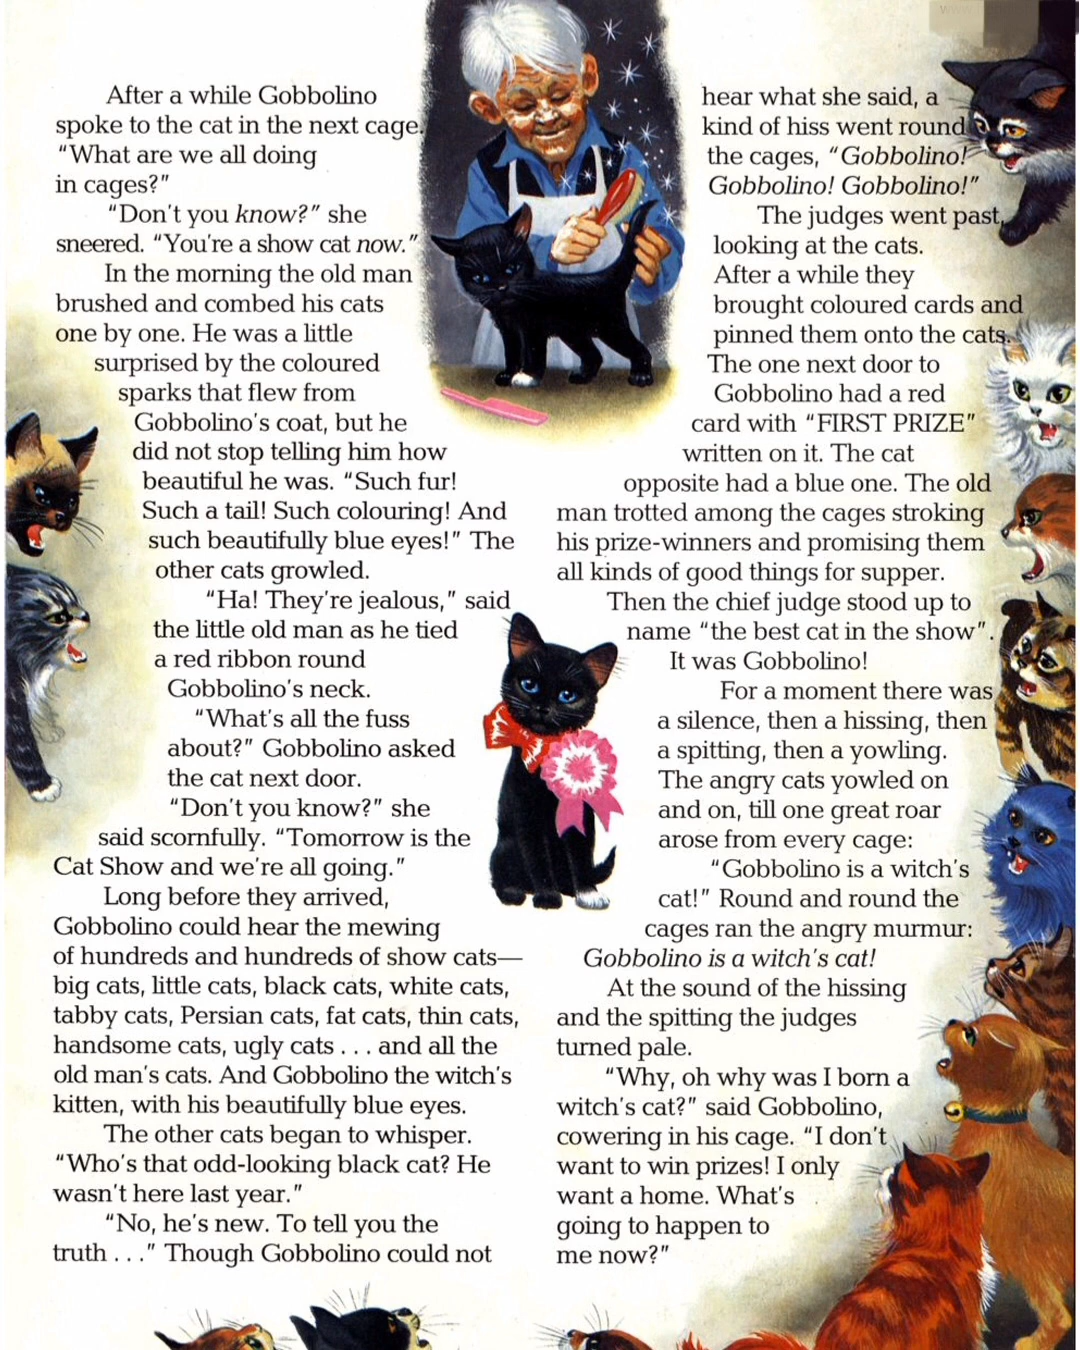 After a while Gobbolino
spoke to the cat in the next cage.
“What are we all doing
in cages?”
“Don't you know?” she
sneered. “You're a show cat now.”
In the morning the old man
brushed and combed his cats
one by one. He was a little
surprised by the coloured
sparks that flew from
Gobbolino's coat, but he
did not stop telling him how
beautiful he was. “Such fur!
Such a tail! Such colouring! And
such beautifully blue eyes!” The
other cats growled.
“Ha! They're jealous,” said
the little old man as he tied
a red ribbon round
Gobbolino's neck.
“What's all the fuss
about?” Gobbolino asked
the cat next door.
“Don't you know?” she
said scornfully. “Tomorrow is the
Cat Show and we're all going.”
Long before they arrived,
Gobbolino could hear the mewing
of hundreds and hundreds of show cats—
big cats, little cats, black cats, white cats,
tabby cats, Persian cats, fat cats, thin cats,
handsome cats, ugly cats . . . and all the
old man's cats. And Gobbolino the witch's
kitten, with his beautifully blue eyes.
The other cats began to whisper.
“Who's that odd-looking black cat? He
wasn't here last year.”
“No, he's new. To tell you the
truth . . .” Though Gobbolino could not
hear what she said, a
kind of hiss went round
the cages, “Gobbolino!
Gobbolino! Gobbolino!”
The judges went past,
looking at the cats.
After a while they
brought coloured cards and
pinned them onto the cats.
The one next door to
Gobbolino had a red
card with “FIRST PRIZE”
written on it. The cat
opposite had a blue one. The old
man trotted among the cages stroking
his prize-winners and promising them
all kinds of good things for supper.
Then the chief judge stood up to
name “the best cat in the show”.
It was Gobbolino!
For a moment there was
a silence, then a hissing, then
a spitting, then a yowling.
The angry cats yowled on
and on, till one great roar
arose from every cage:
“Gobbolino is a witch's
cat!” Round and round the
cages ran the angry murmur:
Gobbolino is a witch's cat!
At the sound of the hissing
and the spitting the judges
turned pale.
“Why, oh why was I born a
witch's cat?” said Gobbolino,
cowering in his cage. “I don't
want to win prizes! I only
want a home. What's
going to happen to
me now?”